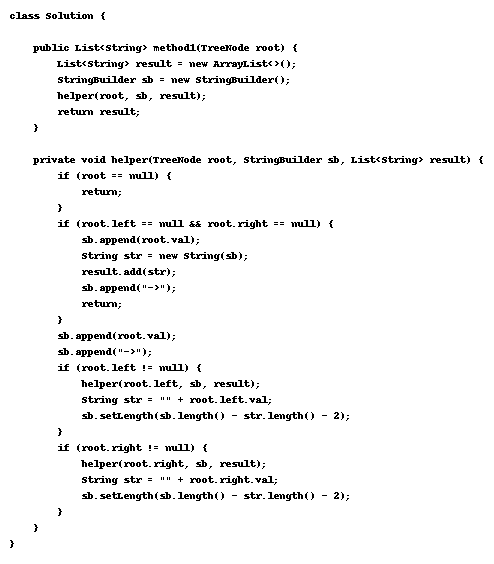 class Solution {
    public List<String> method1(TreeNode root) {
        List<String> result = new ArrayList<>();
        StringBuilder sb = new StringBuilder();
        helper(root, sb, result);
        return result;
    }
    private void helper(TreeNode root, StringBuilder sb, List<String> result) {
        if (root == null) {
            return;
        }
        if (root.left == null && root.right == null) {
            sb.append(root.val);
            String str = new String(sb);
            result.add(str);
            sb.append("->");
            return;
        }
        sb.append(root.val);
        sb.append("->");
        if (root.left != null) {
            helper(root.left, sb, result);
            String str = "" + root.left.val;
            sb.setLength(sb.length() - str.length() - 2);
        }
        if (root.right != null) {
            helper(root.right, sb, result);
            String str = "" + root.right.val;
            sb.setLength(sb.length() - str.length() - 2);
        }
    }
}